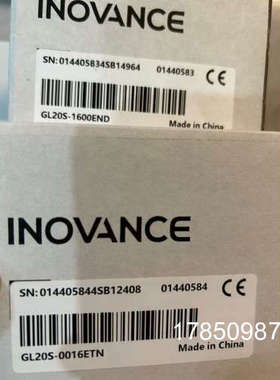 INOVANCE
SN:014405834SB14964 01440583 CE
GL20S-1600END Made in China
INOVANCE
SN:014405844SB12408 01440584 CE
17850987
GL20S-0016ETN Made in China